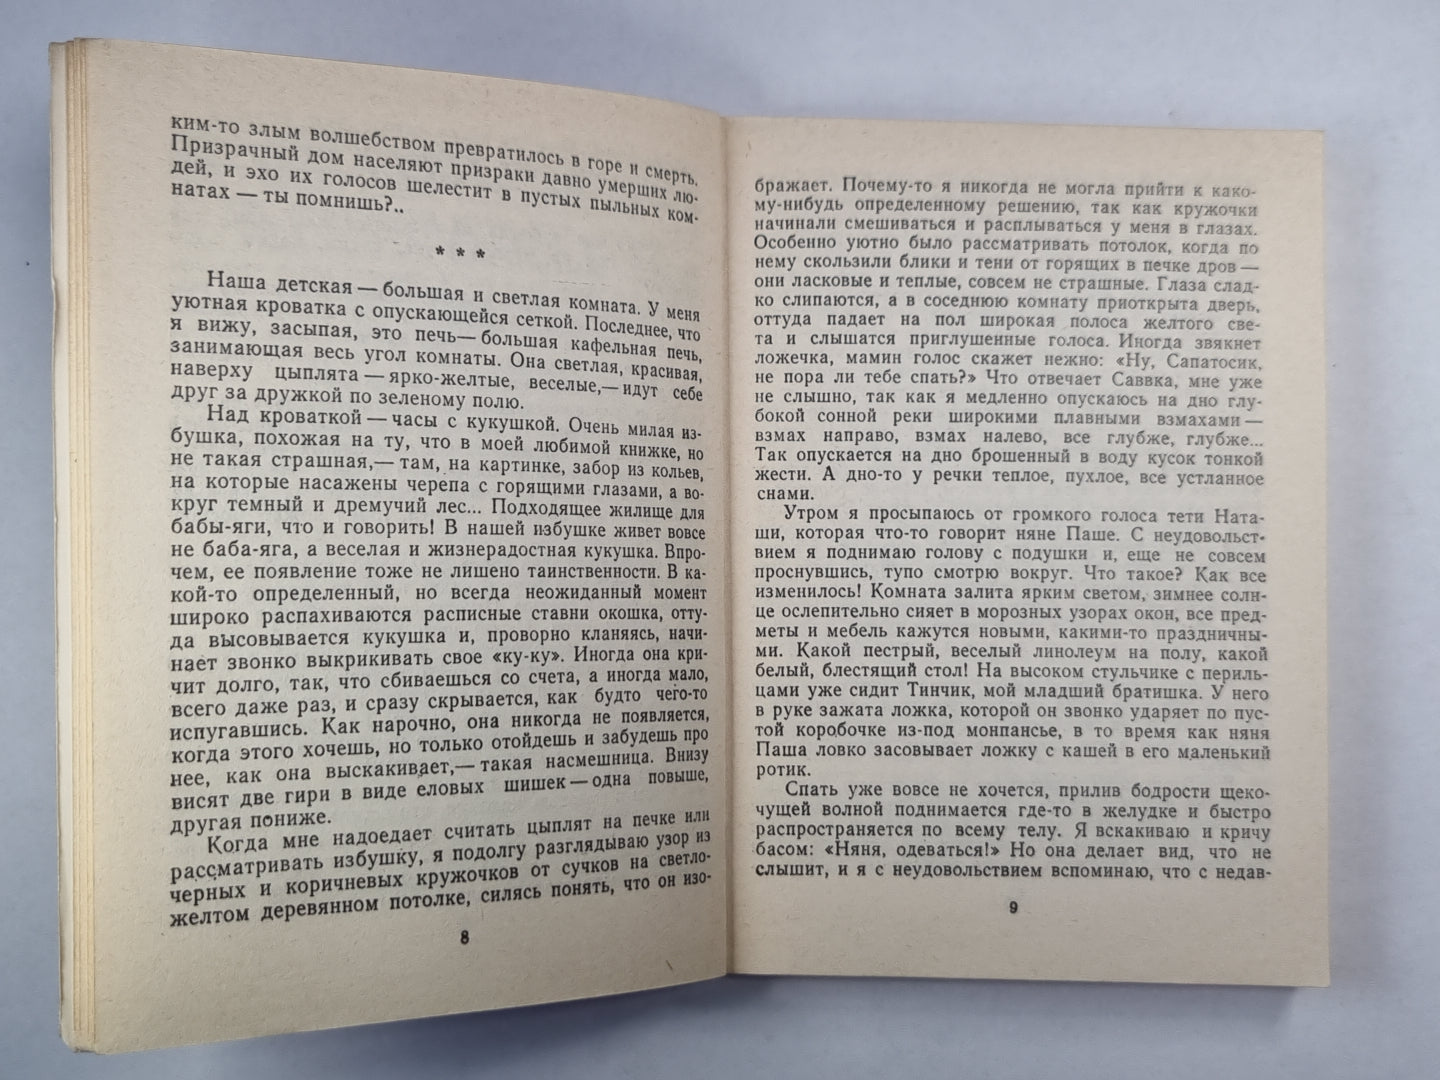 ким-то злым волшебством превратилось в горе и смерть.
Призрачный дом населяют призраки давно умерших лю-
дей, и эхо их голосов шелестит в пустых пыльных ком-
натах — ты помнишь?..
* * *
Наша детская — большая и светлая комната. У меня
уютная кроватка с опускающейся сеткой. Последнее, что
я вижу, засыпая, это печь— большая кафельная печь,
занимающая весь угол комнаты. Она светлая, красивая,
наверху цыплята — ярко-желтые, веселые,— идут себе
друг за дружкой по зеленому полю.
Над кроваткой — часы с кукушкой. Очень милая из-
бушка, похожая на ту, что в моей любимой книжке, но
не такая страшная,— там, на картинке, забор из кольев,
на которые насажены черепа с горящими глазами, а во-
круг темный и дремучий лес... Подходящее жилище для
бабы-яги, что и говорить! В нашей избушке живет вовсе
не баба-яга, а веселая и жизнерадостная кукушка. Впро-
чем, ее появление тоже не лишено таинственности. В ка-
кой-то определенный, но всегда неожиданный момент
широко распахиваются расписные ставни окошка, отту-
да высовывается кукушка и, проворно кланяясь, начи-
нает звонко выкрикивать свое «ку-ку». Иногда она кри-
чит долго, так, что сбиваешься со счета, а иногда мало,
всего даже раз, и сразу скрывается, как будто чего-то
испугавшись. Как нарочно, она никогда не появляется,
когда этого хочешь, но только отойдешь и забудешь про
нее, как она выскакивает,— такая насмешница. Внизу
висят две гири в виде еловых шишек — одна повыше,
другая пониже.
Когда мне надоедает считать цыплят на печке или
рассматривать избушку, я подолгу разглядываю узор из
черных и коричневых кружочков от сучков на светло-
желтом деревянном потолке, силясь понять, что он изо-
8
бражает. Почему-то я никогда не могла прийти к како-
му-нибудь определенному решению, так как кружочки
начинали смешиваться и расплываться у меня в глазах.
Особенно уютно было рассматривать потолок, когда по
нему скользили блики и тени от горящих в печке дров —
они ласковые и теплые, совсем не страшные. Глаза слад-
ко слипаются, а в соседнюю комнату приоткрыта дверь,
оттуда падает на пол широкая полоса желтого све-
та и слышатся приглушенные голоса. Иногда звякнет
ложечка, мамин голос скажет нежно: «Ну, Сапатосик,
не пора ли тебе спать?» Что отвечает Саввка, мне уже
не слышно, так как я медленно опускаюсь на дно глу-
бокой сонной реки широкими плавными взмахами —
взмах направо, взмах налево, все глубже, глубже...
Так опускается на дно брошенный в воду кусок тонкой
жести. А дно-то у речки теплое, пухлое, все устланное
снами.
Утром я просыпаюсь от громкого голоса тети Ната-
ши, которая что-то говорит няне Паше. С неудовольст-
вием я поднимаю голову с подушки и, еще не совсем
проснувшись, тупо смотрю вокруг. Что такое? Как все
изменилось! Комната залита ярким светом, зимнее солн-
це ослепительно сияет в морозных узорах окон, все пред-
меты и мебель кажутся новыми, какими-то праздничны-
ми. Какой пестрый, веселый линолеум на полу, какой
белый, блестящий стол! На высоком стульчике с периль-
цами уже сидит Тинчик, мой младший братишка. У него
в руке зажата ложка, которой он звонко ударяет по пус-
той коробочке из-под монпансье, в то время как няня
Паша ловко засовывает ложку с кашей в его маленький
ротик.
Спать уже вовсе не хочется, прилив бодрости щеко-
чущей волной поднимается где-то в желудке и быстро
распространяется по всему телу. Я вскакиваю и кричу
басом: «Няня, одеваться!» Но она делает вид, что не
слышит, и я с неудовольствием вспоминаю, что с недав-
9